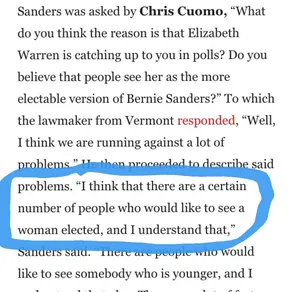 Sanders was asked by Chris Cuomo, “What
do you think the reason is that Elizabeth
Warren is catching up to you in polls? Do you
believe that people see her as the more
electable version of Bernie Sanders?” To which
the lawmaker from Vermont responded, “Well,
I think we are running against a lot of
problems.” He then proceeded to describe said
problems. “I think that there are a certain
number of people who would like to see a
woman elected, and I understand that,”
Sanders said. “There are people who would
like to see somebody who is younger, and I